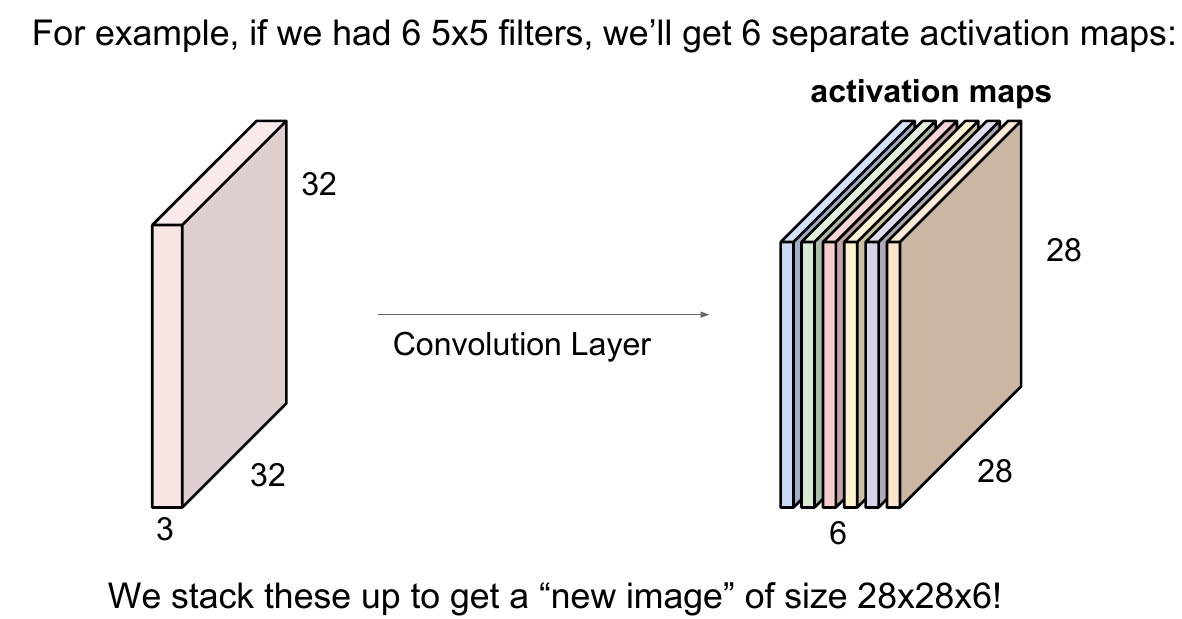 For example, if we had 6 5x5 filters, we’ll get 6 separate activation maps:
activation maps
32
32
3
Convolution Layer
28
28
6
We stack these up to get a “new image” of size 28x28x6!